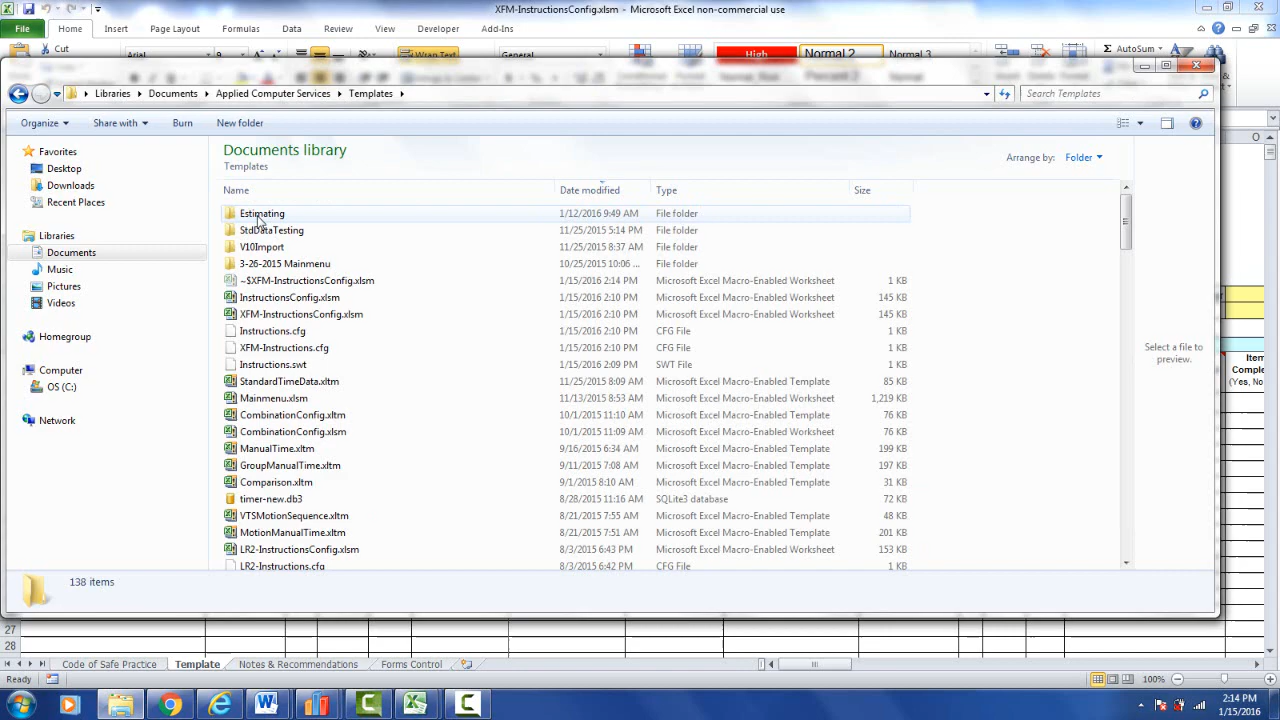 XFM-InstructionsConfig.xlsm - Microsoft Excel non-commercial use
File Home Insert Page Layout Formulas Data Review View Developer Add-Ins
Cut Arial Wrap Text General High Normal 2 Normal 3 AutoSum
Libraries Documents Applied Computer Services Templates Search Templates
Organize Share with Burn New folder
Documents library
Templates
Arrange by: Folder
Name Date modified Type Size
Favorites
Desktop
Downloads
Recent Places
Libraries
Documents
Music
Pictures
Videos
Homegroup
Computer
OS (C:)
Network
Estimating 1/12/2016 9:49 AM File folder
StdDataTesting 11/25/2015 5:14 PM File folder
V10Import 11/25/2015 8:37 AM File folder
3-26-2015 Mainmenu 10/25/2015 10:06 ... File folder
~$XFM-InstructionsConfig.xlsm 1/15/2016 2:14 PM Microsoft Excel Macro-Enabled Worksheet 1 KB
InstructionsConfig.xlsm 1/15/2016 2:10 PM Microsoft Excel Macro-Enabled Worksheet 145 KB
XFM-InstructionsConfig.xlsm 1/15/2016 2:10 PM Microsoft Excel Macro-Enabled Worksheet 145 KB
Instructions.cfg 1/15/2016 2:10 PM CFG File 1 KB
XFM-Instructions.cfg 1/15/2016 2:10 PM CFG File 1 KB
Instructions.swt 1/15/2016 2:09 PM SWT File 1 KB
StandardTimeData.xltm 11/25/2015 8:09 AM Microsoft Excel Macro-Enabled Template 85 KB
Mainmenu.xlsm 11/13/2015 8:53 AM Microsoft Excel Macro-Enabled Worksheet 1,219 KB
CombinationConfig.xltm 10/1/2015 11:10 AM Microsoft Excel Macro-Enabled Template 76 KB
CombinationConfig.xlsm 10/1/2015 11:09 AM Microsoft Excel Macro-Enabled Worksheet 76 KB
ManualTime.xltm 9/16/2015 6:34 AM Microsoft Excel Macro-Enabled Template 199 KB
GroupManualTime.xltm 9/11/2015 7:08 AM Microsoft Excel Macro-Enabled Template 197 KB
Comparison.xltm 9/1/2015 8:10 AM Microsoft Excel Macro-Enabled Template 31 KB
timer-new.db3 8/28/2015 11:16 AM SQLite3 database 72 KB
VTSMotionSequence.xltm 8/21/2015 7:55 AM Microsoft Excel Macro-Enabled Template 48 KB
MotionManualTime.xltm 8/21/2015 7:51 AM Microsoft Excel Macro-Enabled Template 201 KB
LR2-InstructionsConfig.xlsm 8/3/2015 6:43 PM Microsoft Excel Macro-Enabled Worksheet 153 KB
LR2-Instructions.cfg 8/3/2015 6:42 PM CFG File 1 KB
Select a file to
preview.
138 items
O
Item
Comple
(Yes, No
27
28
Code of Safe Practice Template Notes & Recommendations Forms Control
Ready 100%
2:14 PM
1/15/2016